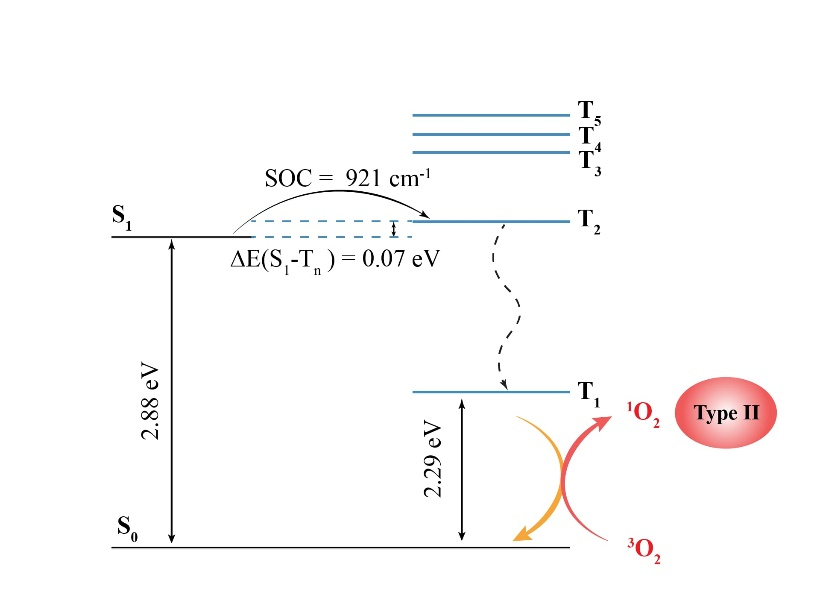 T₅
T₄
T₃
SOC = 921 cm⁻¹
S₁
T₂
ΔE(S₁-Tₙ) = 0.07 eV
2.88 eV
T₁
¹O₂
Type II
2.29 eV
S₀
³O₂